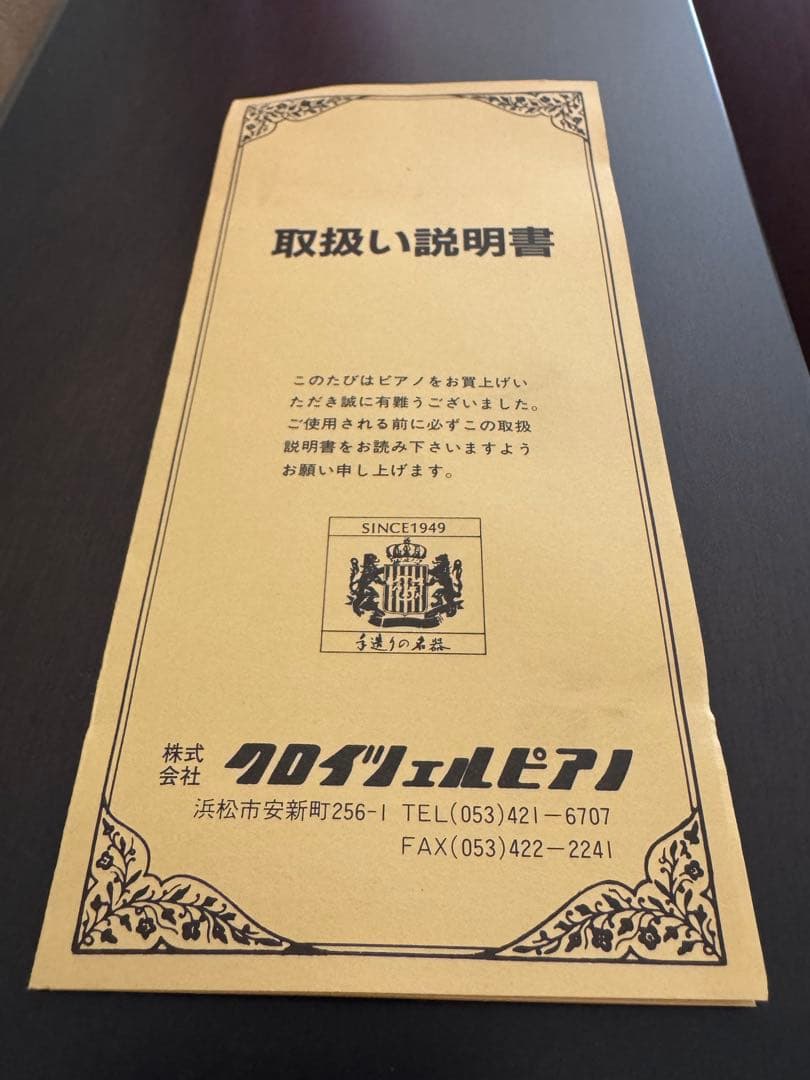 取扱い説明書
このたびはピアノをお買上げい
ただき誠に有難うございました。
ご使用される前に必ずこの取扱
説明書をお読み下さいますよう
お願い申し上げます。
SINCE1949
手造りの名器
株式会社 クロイツェルピアノ
浜松市安新町256-1 TEL(053)421-6707
FAX(053)422-2241